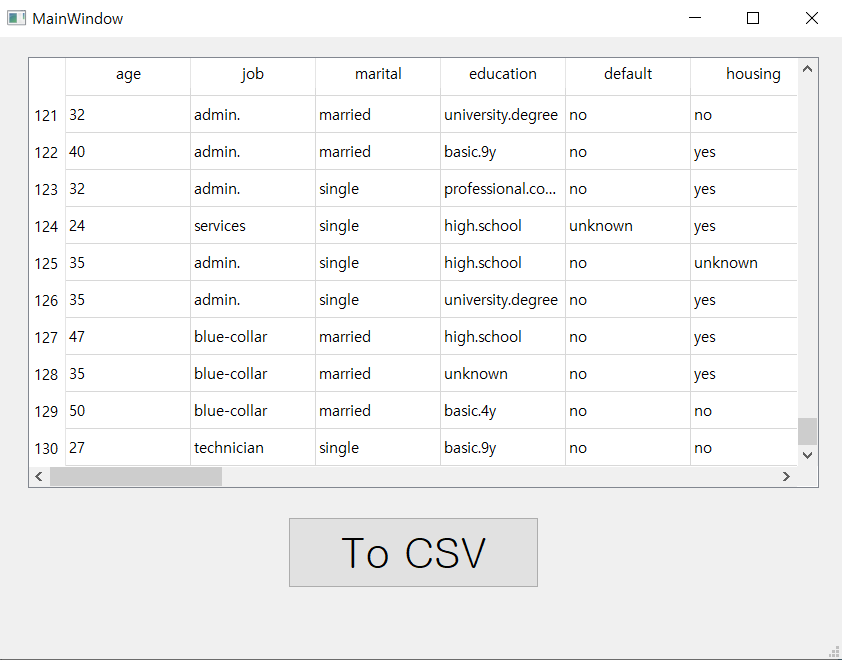 MainWindow
age job marital education default housing
121 32 admin. married university.degree no no
122 40 admin. married basic.9y no yes
123 32 admin. single professional.co... no yes
124 24 services single high.school unknown yes
125 35 admin. single high.school no unknown
126 35 admin. single university.degree no yes
127 47 blue-collar married high.school no yes
128 35 blue-collar married unknown no yes
129 50 blue-collar married basic.4y no no
130 27 technician single basic.9y no no
To CSV